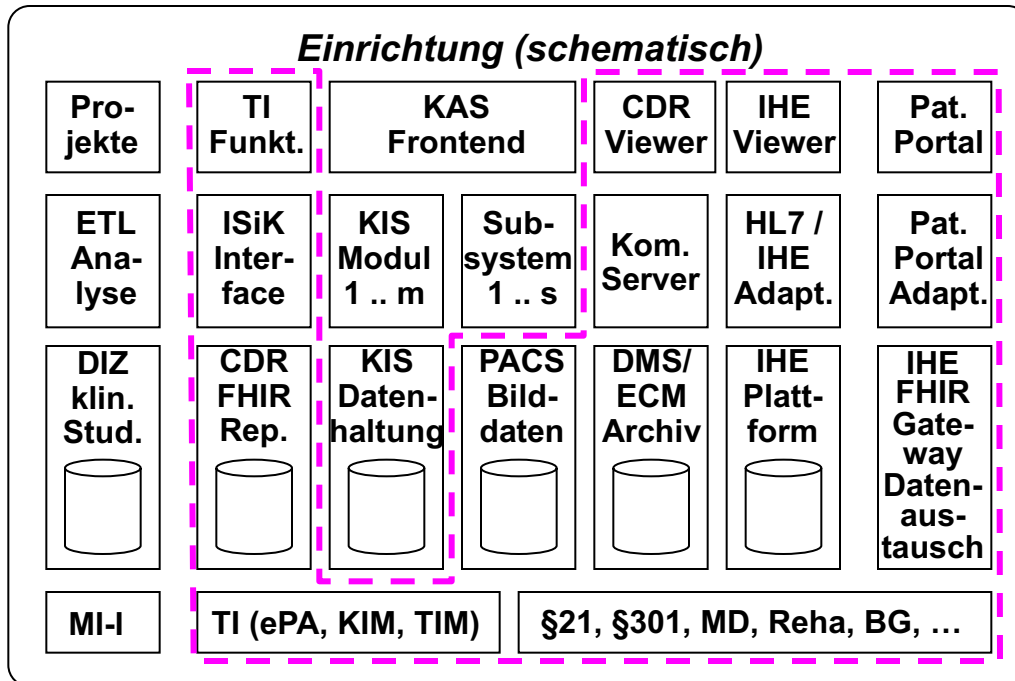 Einrichtung (schematisch)
Pro-
jekte
TI
Funkt.
KAS
Frontend
CDR
Viewer
IHE
Viewer
Pat.
Portal
ETL
Ana-
lyse
ISiK
Inter-
face
KIS
Modul
1 .. m
Sub-
system
1 .. s
Kom.
Server
HL7 /
IHE
Adapt.
Pat.
Portal
Adapt.
DIZ
klin.
Stud.
CDR
FHIR
Rep.
KIS
Daten-
haltung
PACS
Bild-
daten
DMS/
ECM
Archiv
IHE
Platt-
form
IHE
FHIR
Gate-
way
Daten-
aus-
tausch
MI-I
TI (ePA, KIM, TIM)
§21, §301, MD, Reha, BG, …